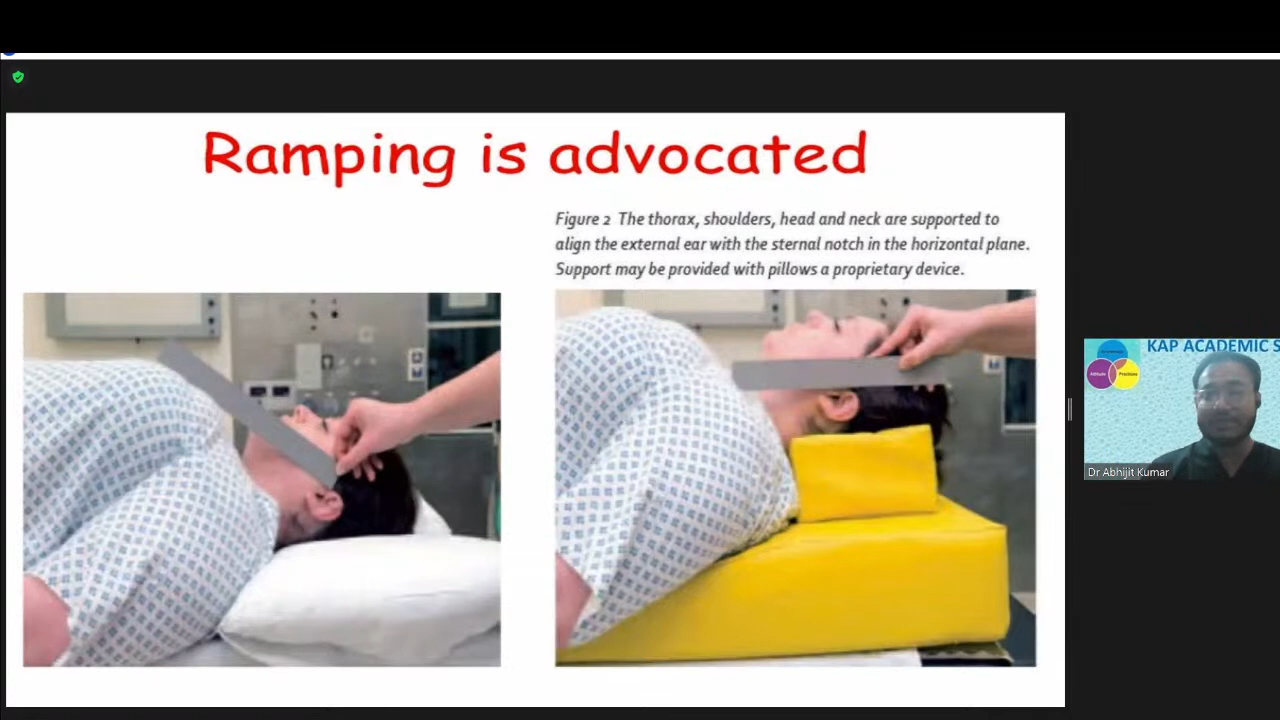 Ramping is advocated
Figure 2 The thorax, shoulders, head and neck are supported to
align the external ear with the sternal notch in the horizontal plane.
Support may be provided with pillows a proprietary device.
KAP ACADEMIC S
Attitude
Practices
Dr Abhijit Kumar